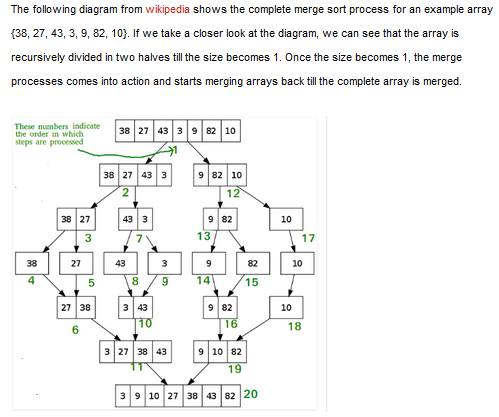 The following diagram from wikipedia shows the complete merge sort process for an example array
{38, 27, 43, 3, 9, 82, 10}. If we take a closer look at the diagram, we can see that the array is
recursively divided in two halves till the size becomes 1. Once the size becomes 1, the merge
processes comes into action and starts merging arrays back till the complete array is merged.
These numbers indicate
the order in which
steps are processed
38 27 43 3 9 82 10
1
38 27 43 3 9 82 10
2 12
38 27 43 3 9 82 10
3 7 13 17
38 27 43 3 9 82 10
4 5 8 9 14 15
27 38 3 43 9 82 10
6 10 16 18
3 27 38 43 9 10 82
11 19
3 9 10 27 38 43 82 20